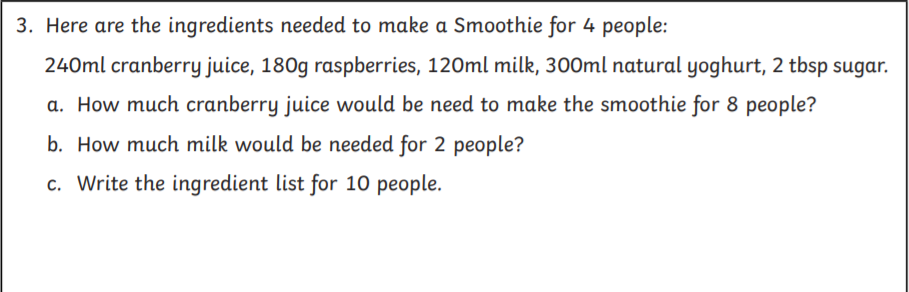 3. Here are the ingredients needed to make a Smoothie for 4 people:
240ml cranberry juice, 180g raspberries, 120ml milk, 300ml natural yoghurt, 2 tbsp sugar.
a. How much cranberry juice would be need to make the smoothie for 8 people?
b. How much milk would be needed for 2 people?
c. Write the ingredient list for 10 people.